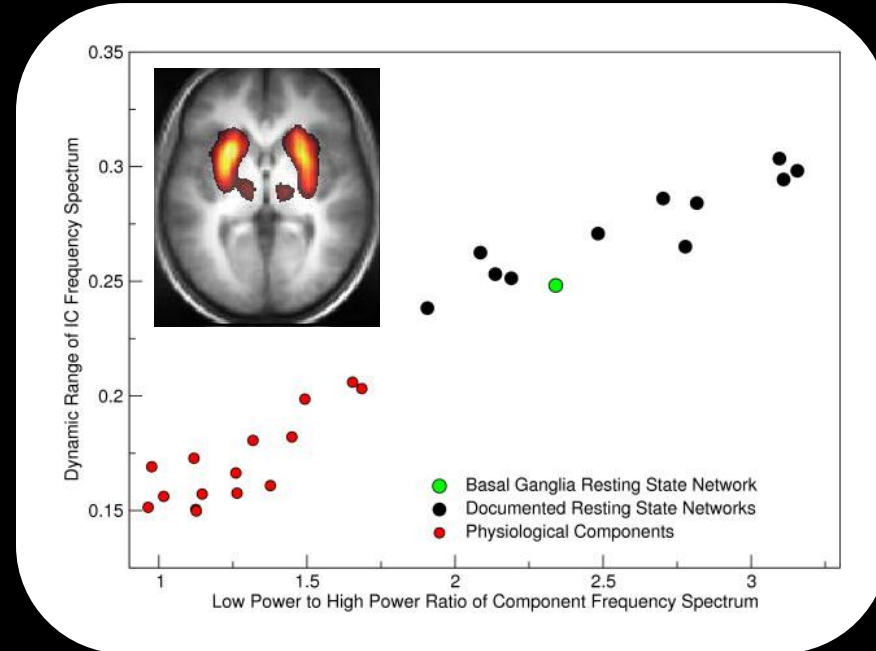 0.35
0.3
0.25
0.2
0.15
Dynamic Range of IC Frequency Spectrum
Basal Ganglia Resting State Network
Documented Resting State Networks
Physiological Components
1 1.5 2 2.5 3
Low Power to High Power Ratio of Component Frequency Spectrum